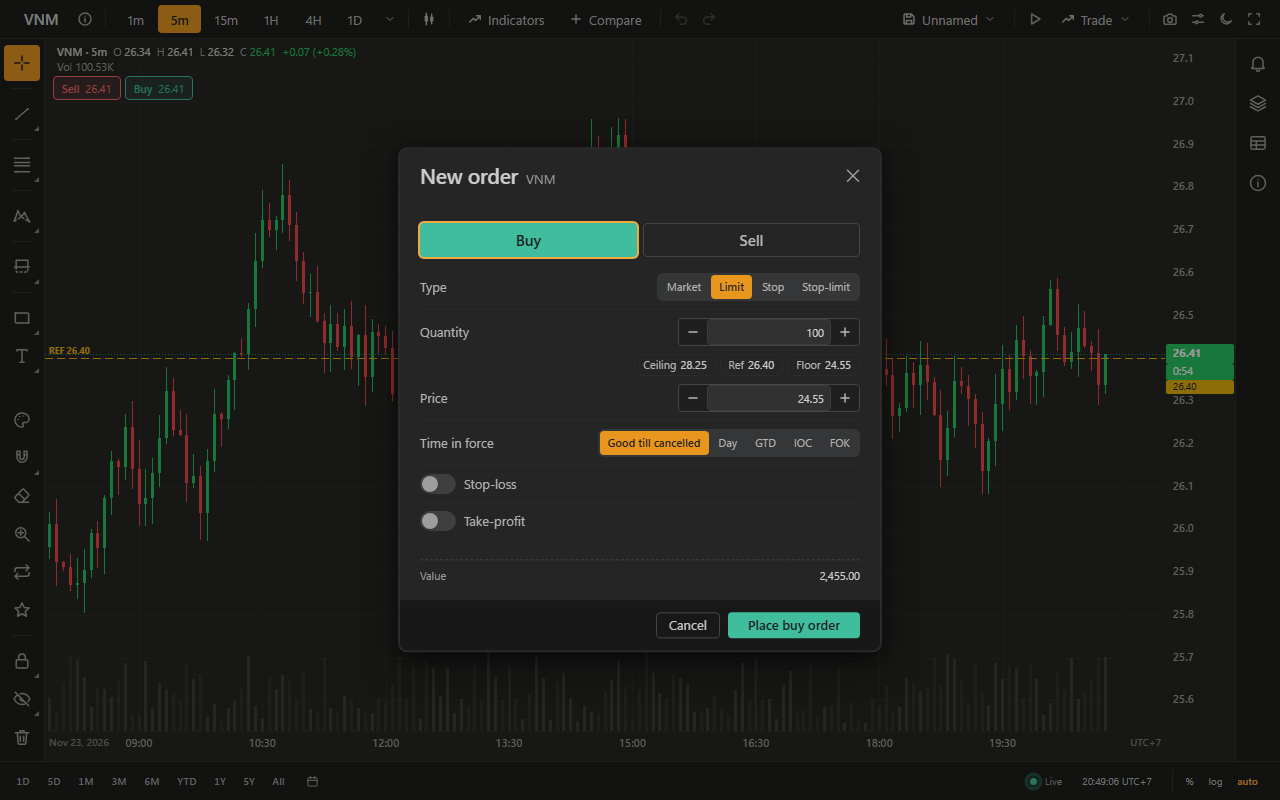 VNM 1m 5m 15m 1H 4H 1D Indicators Compare Unnamed Trade
VNM · 5m O 26.34 H 26.41 L 26.32 C 26.41 +0.07 (+0.28%)
Vol 100.53K
Sell 26.41 Buy 26.41
REF 26.40
New order VNM
Buy Sell
Type Market Limit Stop Stop-limit
Quantity − 100 +
Ceiling 28.25 Ref 26.40 Floor 24.55
Price − 24.55 +
Time in force Good till cancelled Day GTD IOC FOK
Stop-loss
Take-profit
Value 2,455.00
Cancel Place buy order
27.1
27.0
26.9
26.8
26.7
26.6
26.5
26.41
0:54
26.40
26.3
26.2
26.1
26.0
25.9
25.8
25.7
25.6
Nov 23, 2026 09:00 10:30 12:00 13:30 15:00 16:30 18:00 19:30 UTC+7
1D 5D 1M 3M 6M YTD 1Y 5Y All Live 20:49:06 UTC+7 % log auto